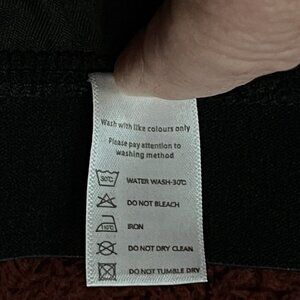 Wash with like colours only
Please pay attention to
washing method
30°C WATER WASH-30°C
DO NOT BLEACH
110°C IRON
DO NOT DRY CLEAN
DO NOT TUMBLE DRY